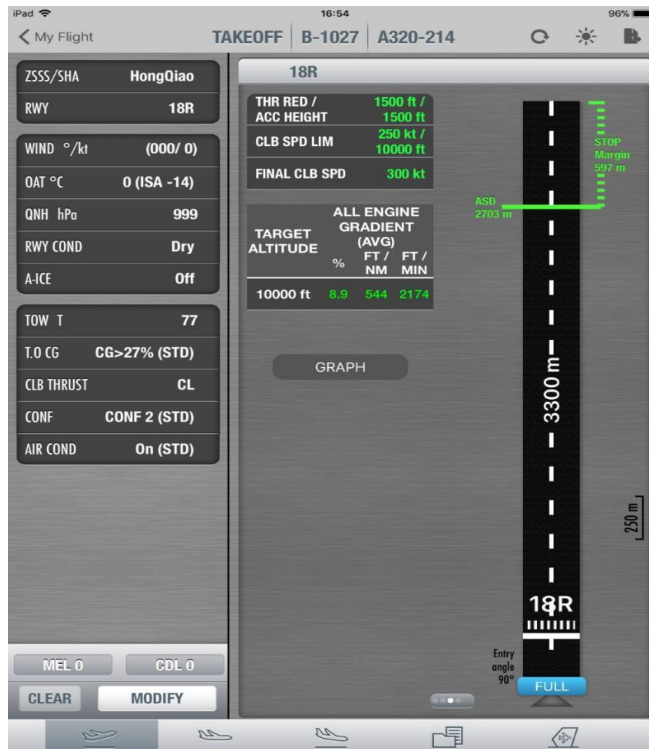 iPad 16:54 96%
My Flight TAKEOFF B-1027 A320-214
ZSSS/SHA HongQiao
RWY 18R
WIND °/kt (000/ 0)
OAT °C 0 (ISA -14)
QNH hPa 999
RWY COND Dry
A-ICE Off
TOW T 77
T.O CG CG>27% (STD)
CLB THRUST CL
CONF CONF 2 (STD)
AIR COND On (STD)
MEL 0 CDL 0
CLEAR MODIFY
18R
THR RED / 1500 ft /
ACC HEIGHT 1500 ft
CLB SPD LIM 250 kt /
10000 ft
FINAL CLB SPD 300 kt
TARGET
ALTITUDE
ALL ENGINE
GRADIENT
(AVG)
% FT / FT /
NM MIN
10000 ft 8.9 544 2174
GRAPH
STOP
Margin
597 m
ASD
2703 m
3300 m
250 m
18R
Entry
angle
90°
FULL